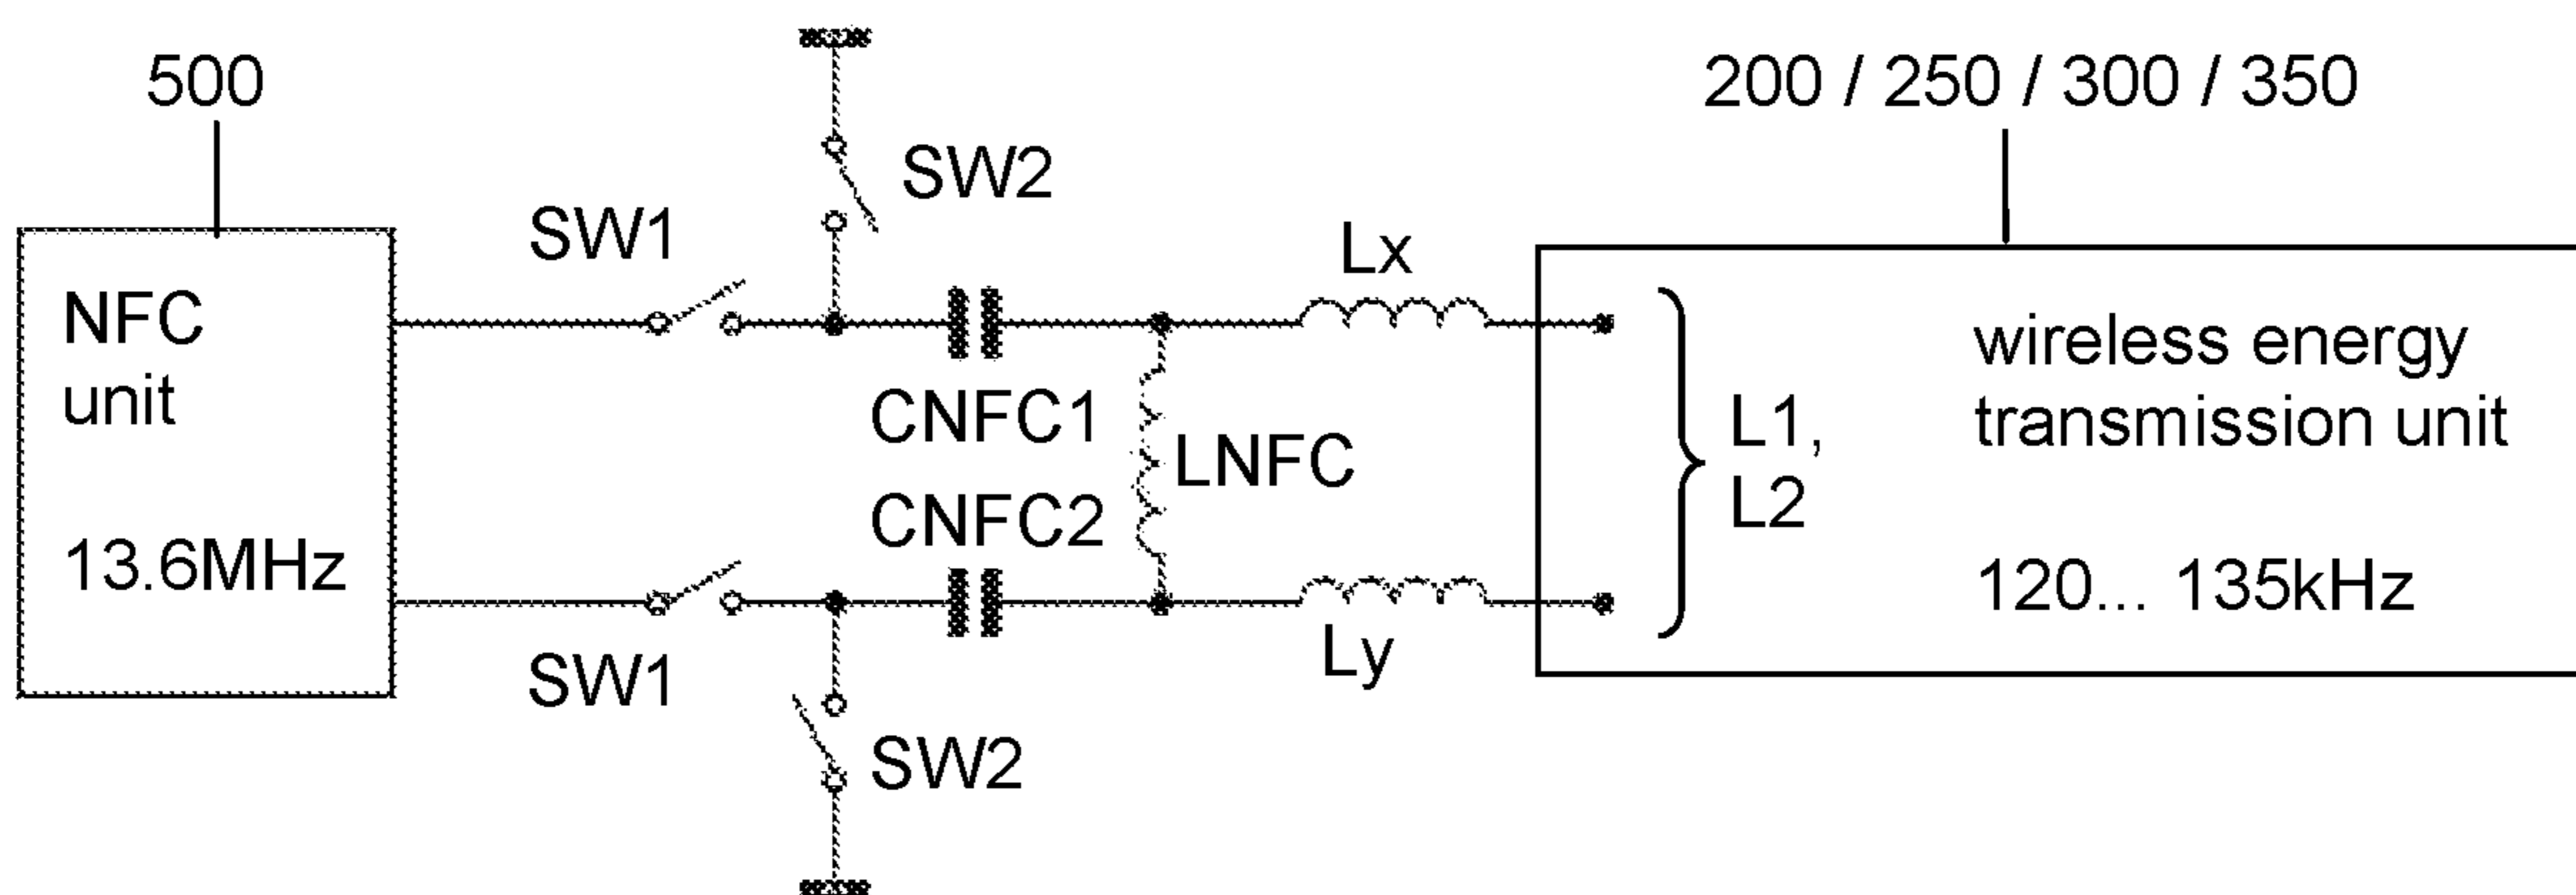 500
200 / 250 / 300 / 350
SW2
SW1
Lx
NFC
unit
13.6MHz
CNFC1
LNFC
CNFC2
L1,
L2
wireless energy
transmission unit
120... 135kHz
SW1
Ly
SW2